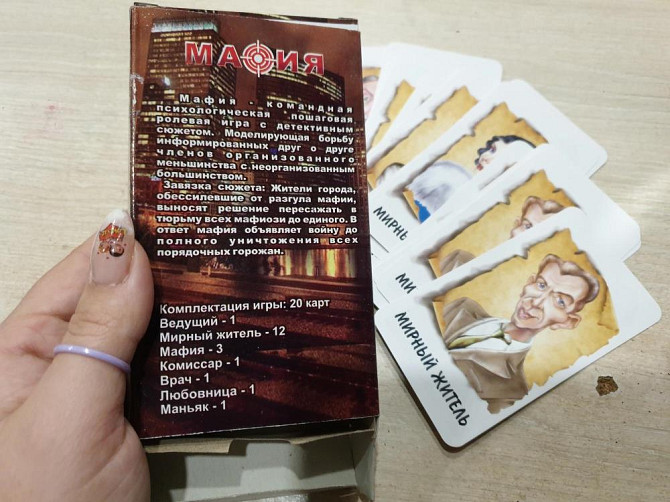 МАФИЯ
Мафия - командная
психологическая пошаговая
ролевая игра с детективным
сюжетом. Моделирующая борьбу
информированных друг о друге
членов организованного
меньшинства с неорганизованным
большинством.
Завязка сюжета: Жители города,
обессилевшие от разгула мафии,
выносят решение пересажать в
тюрьму всех мафиози до единого. В
ответ мафия объявляет войну до
полного уничтожения всех
порядочных горожан.
Комплектация игры: 20 карт
Ведущий - 1
Мирный житель - 12
Мафия - 3
Комиссар - 1
Врач - 1
Любовница - 1
Маньяк - 1
МИРНЬ
МИ
МИРНЫЙ ЖИТЕЛЬ